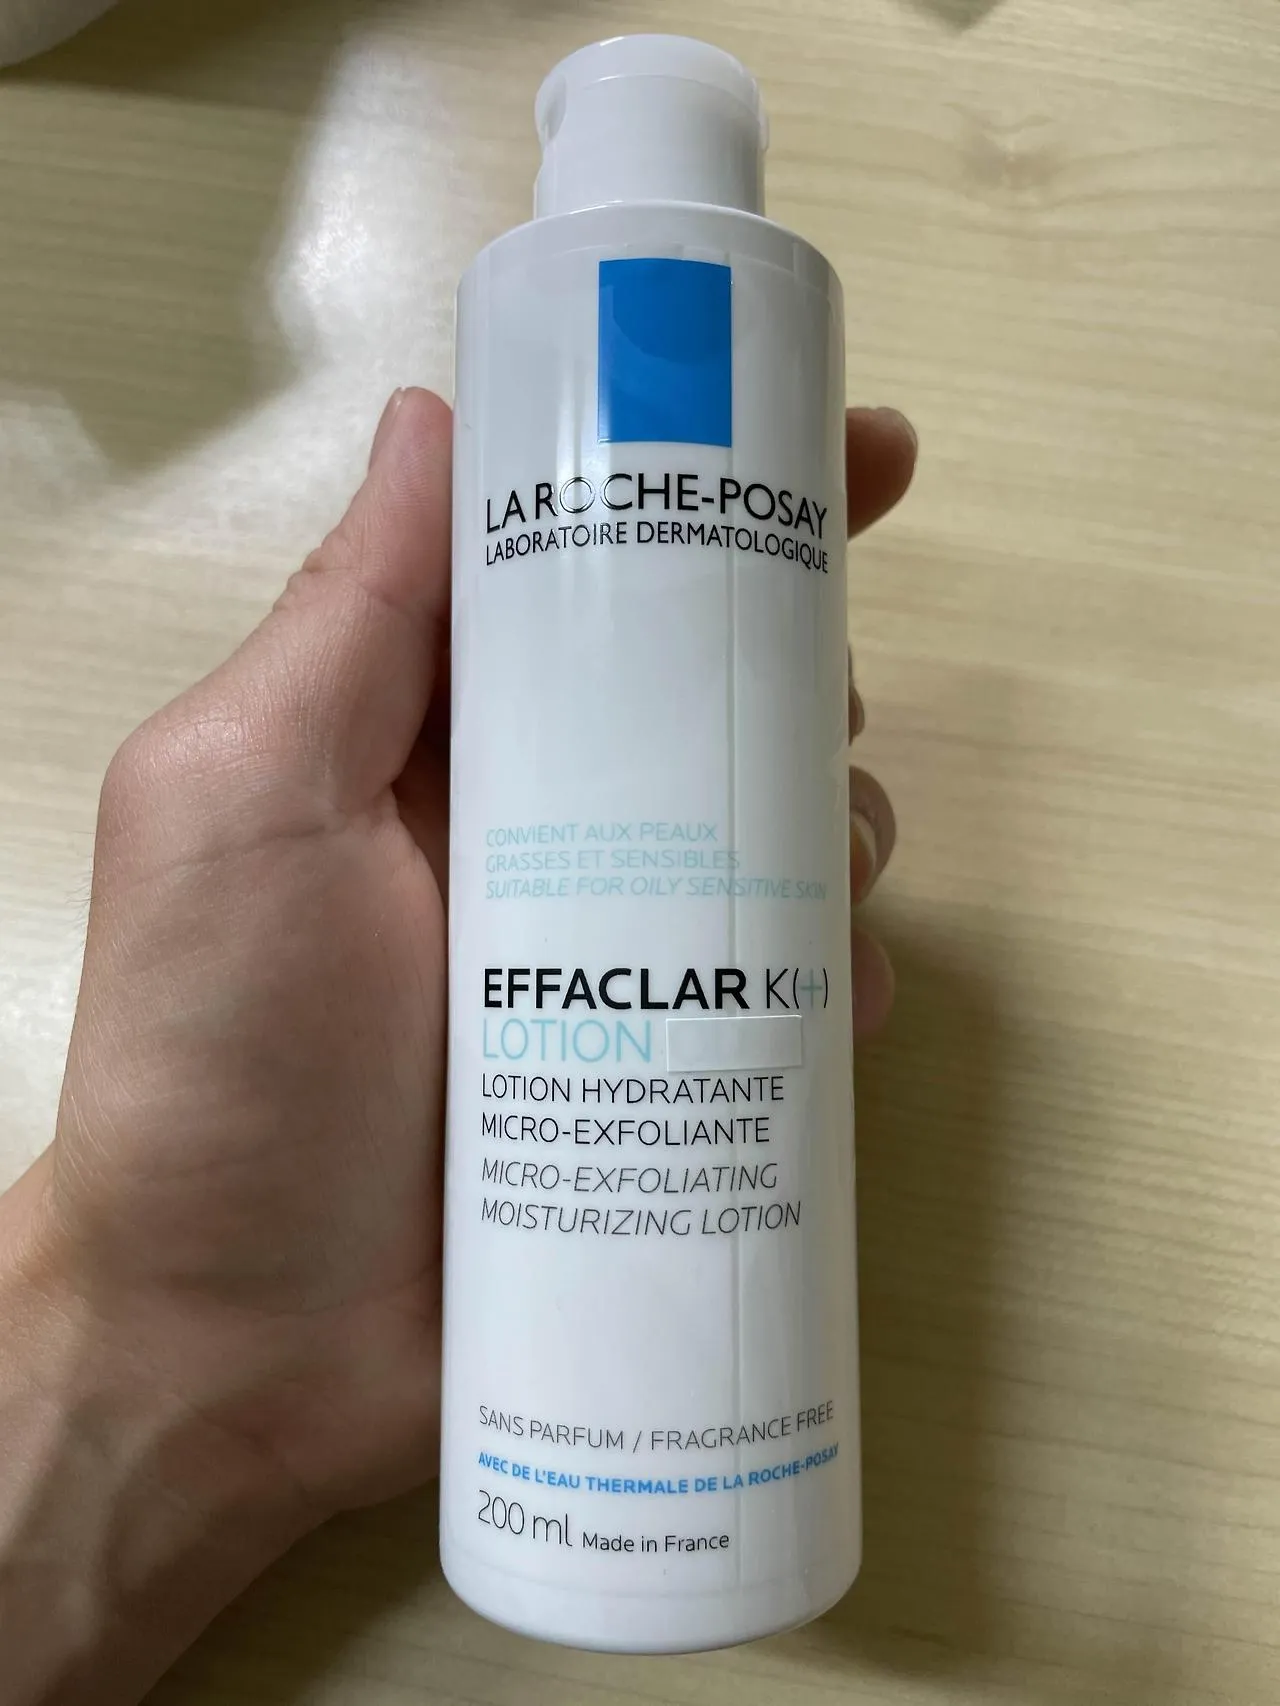 LA ROCHE-POSAY
LABORATOIRE DERMATOLOGIQUE
CONVIENT AUX PEAUX
GRASSES ET SENSIBLES
SUITABLE FOR OILY SENSITIVE SKIN
EFFACLAR K(+)
LOTION
LOTION HYDRATANTE
MICRO-EXFOLIANTE
MICRO-EXFOLIATING
MOISTURIZING LOTION
SANS PARFUM / FRAGRANCE FREE
AVEC DE L'EAU THERMALE DE LA ROCHE-POSAY
200 ml Made in France